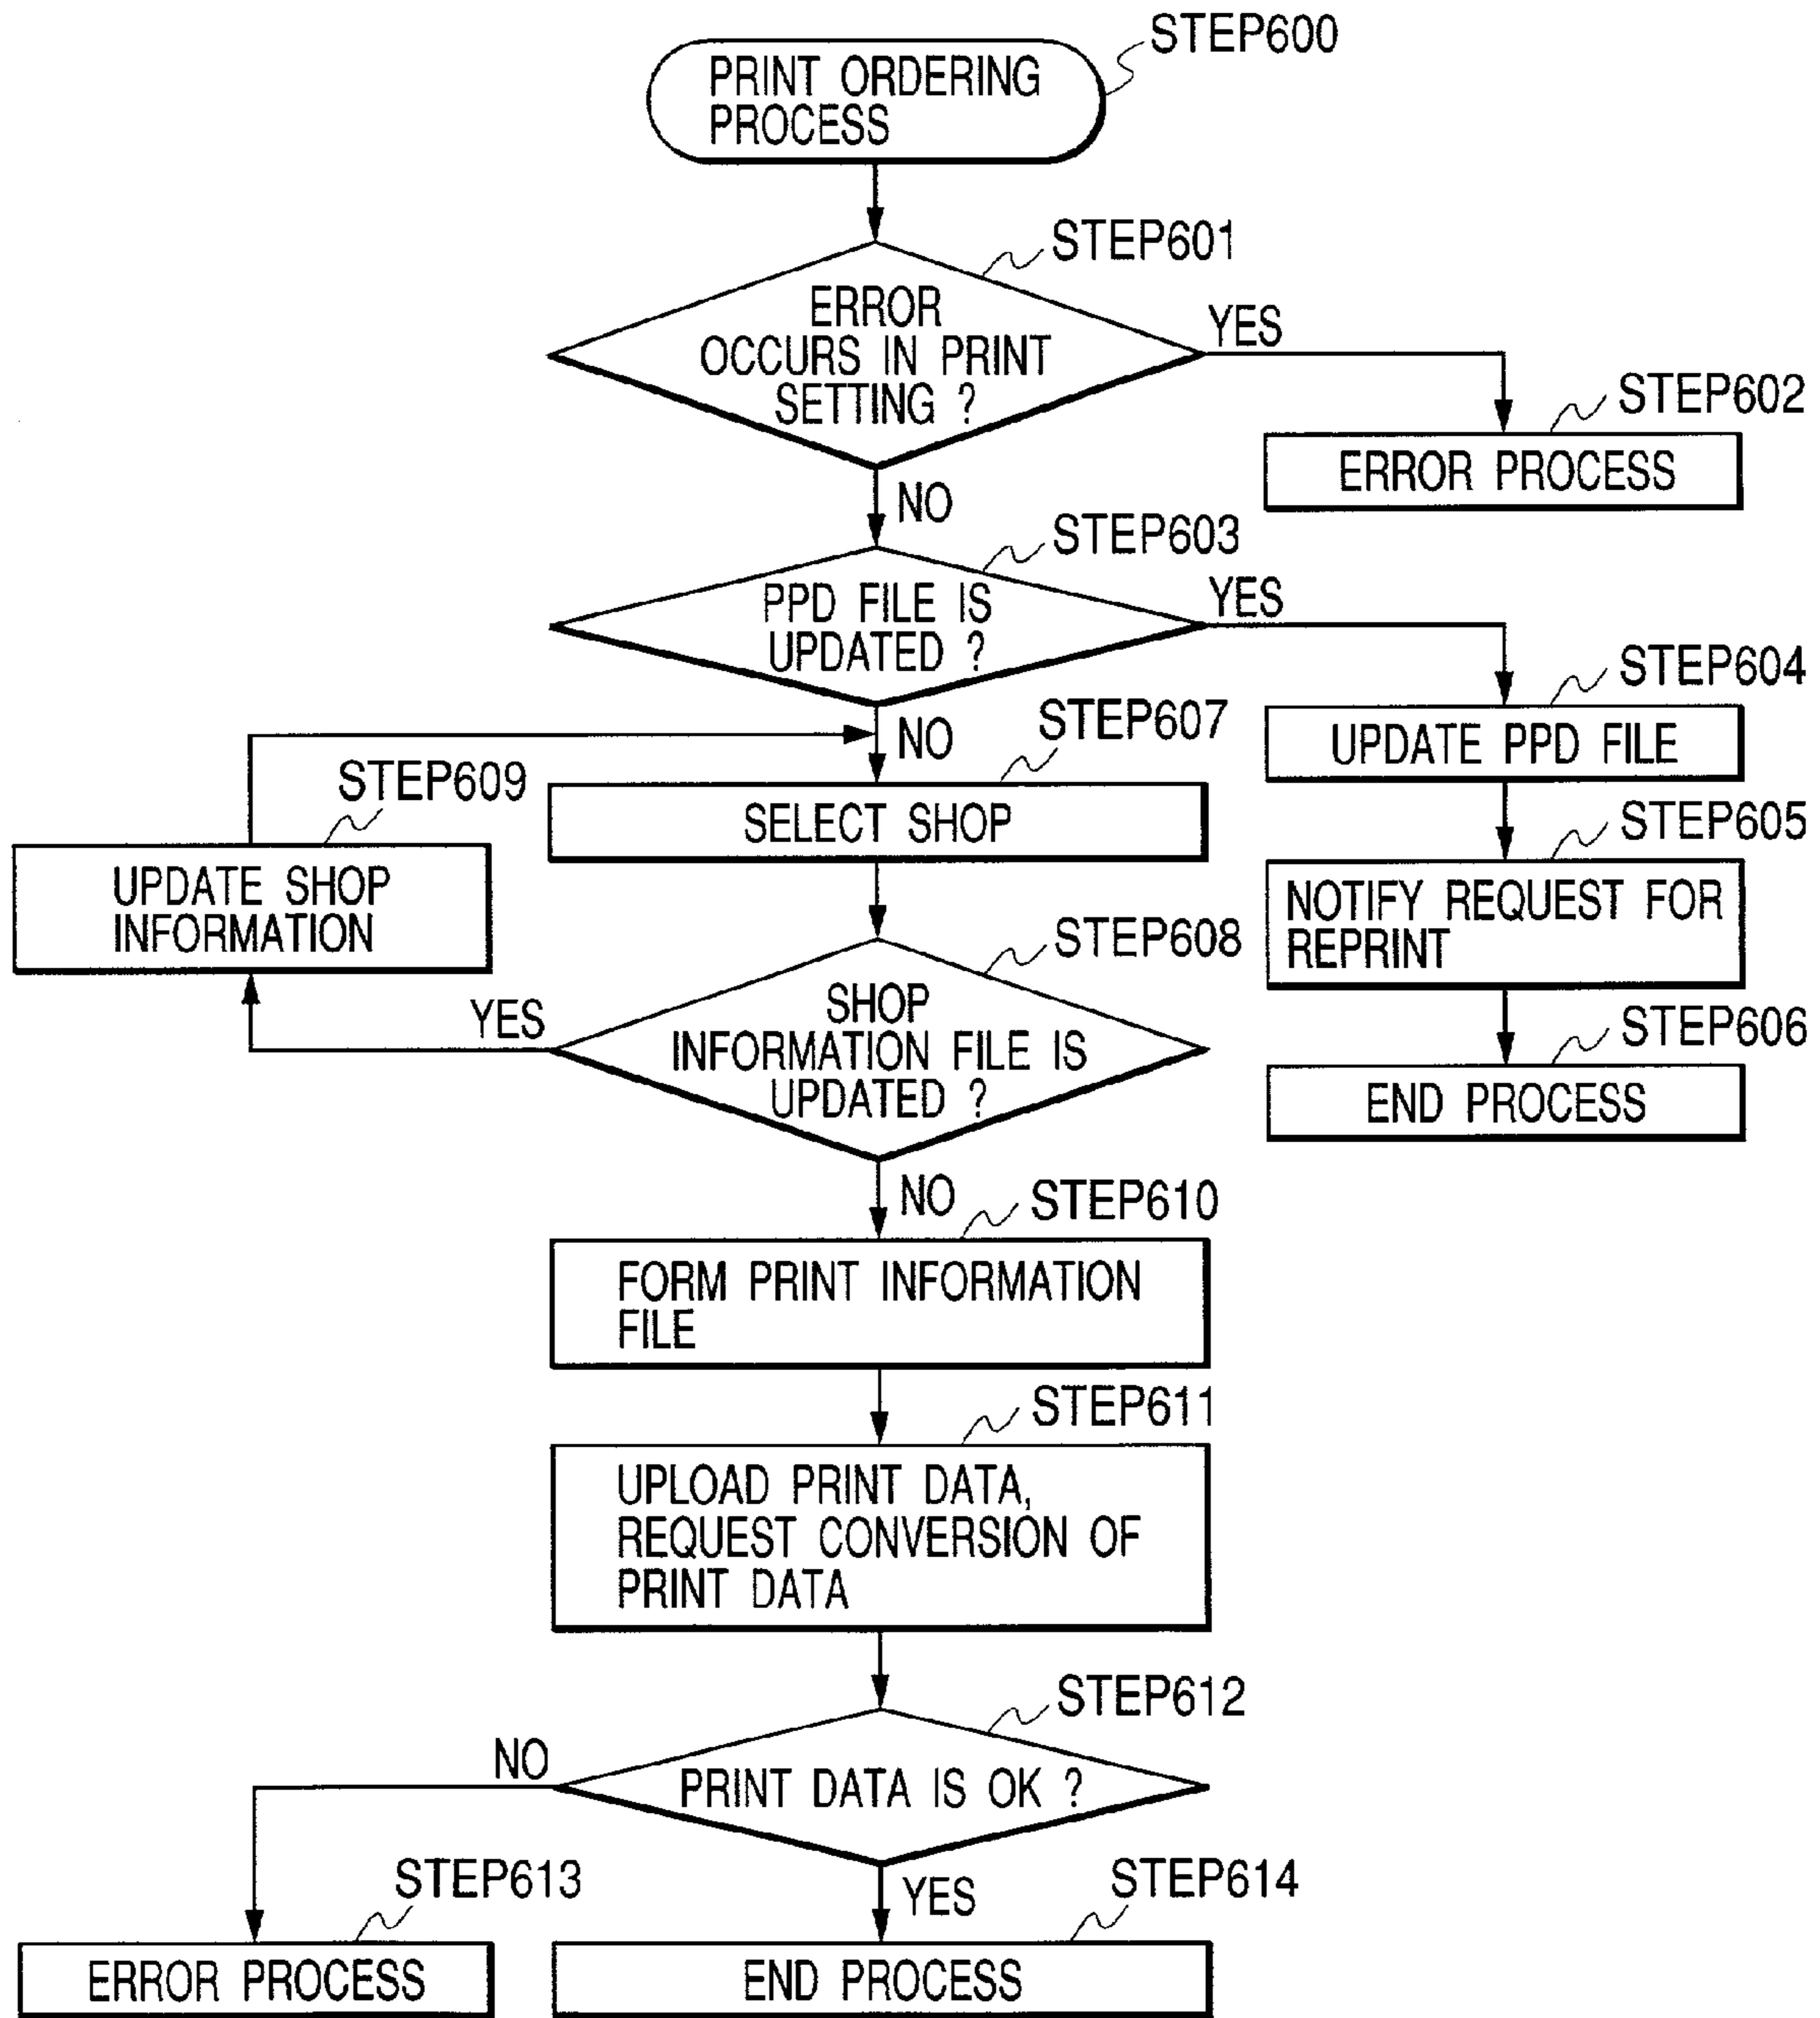 STEP600
PRINT ORDERING
PROCESS
STEP601
ERROR
OCCURS IN PRINT
SETTING ?
YES
STEP602
ERROR PROCESS
NO
STEP603
PPD FILE IS
UPDATED ?
YES
STEP604
UPDATE PPD FILE
NO
STEP607
SELECT SHOP
STEP609
UPDATE SHOP
INFORMATION
STEP605
NOTIFY REQUEST FOR
REPRINT
STEP608
SHOP
INFORMATION FILE IS
UPDATED ?
YES
STEP606
END PROCESS
NO
STEP610
FORM PRINT INFORMATION
FILE
STEP611
UPLOAD PRINT DATA,
REQUEST CONVERSION OF
PRINT DATA
STEP612
PRINT DATA IS OK ?
NO
STEP613
ERROR PROCESS
YES
STEP614
END PROCESS